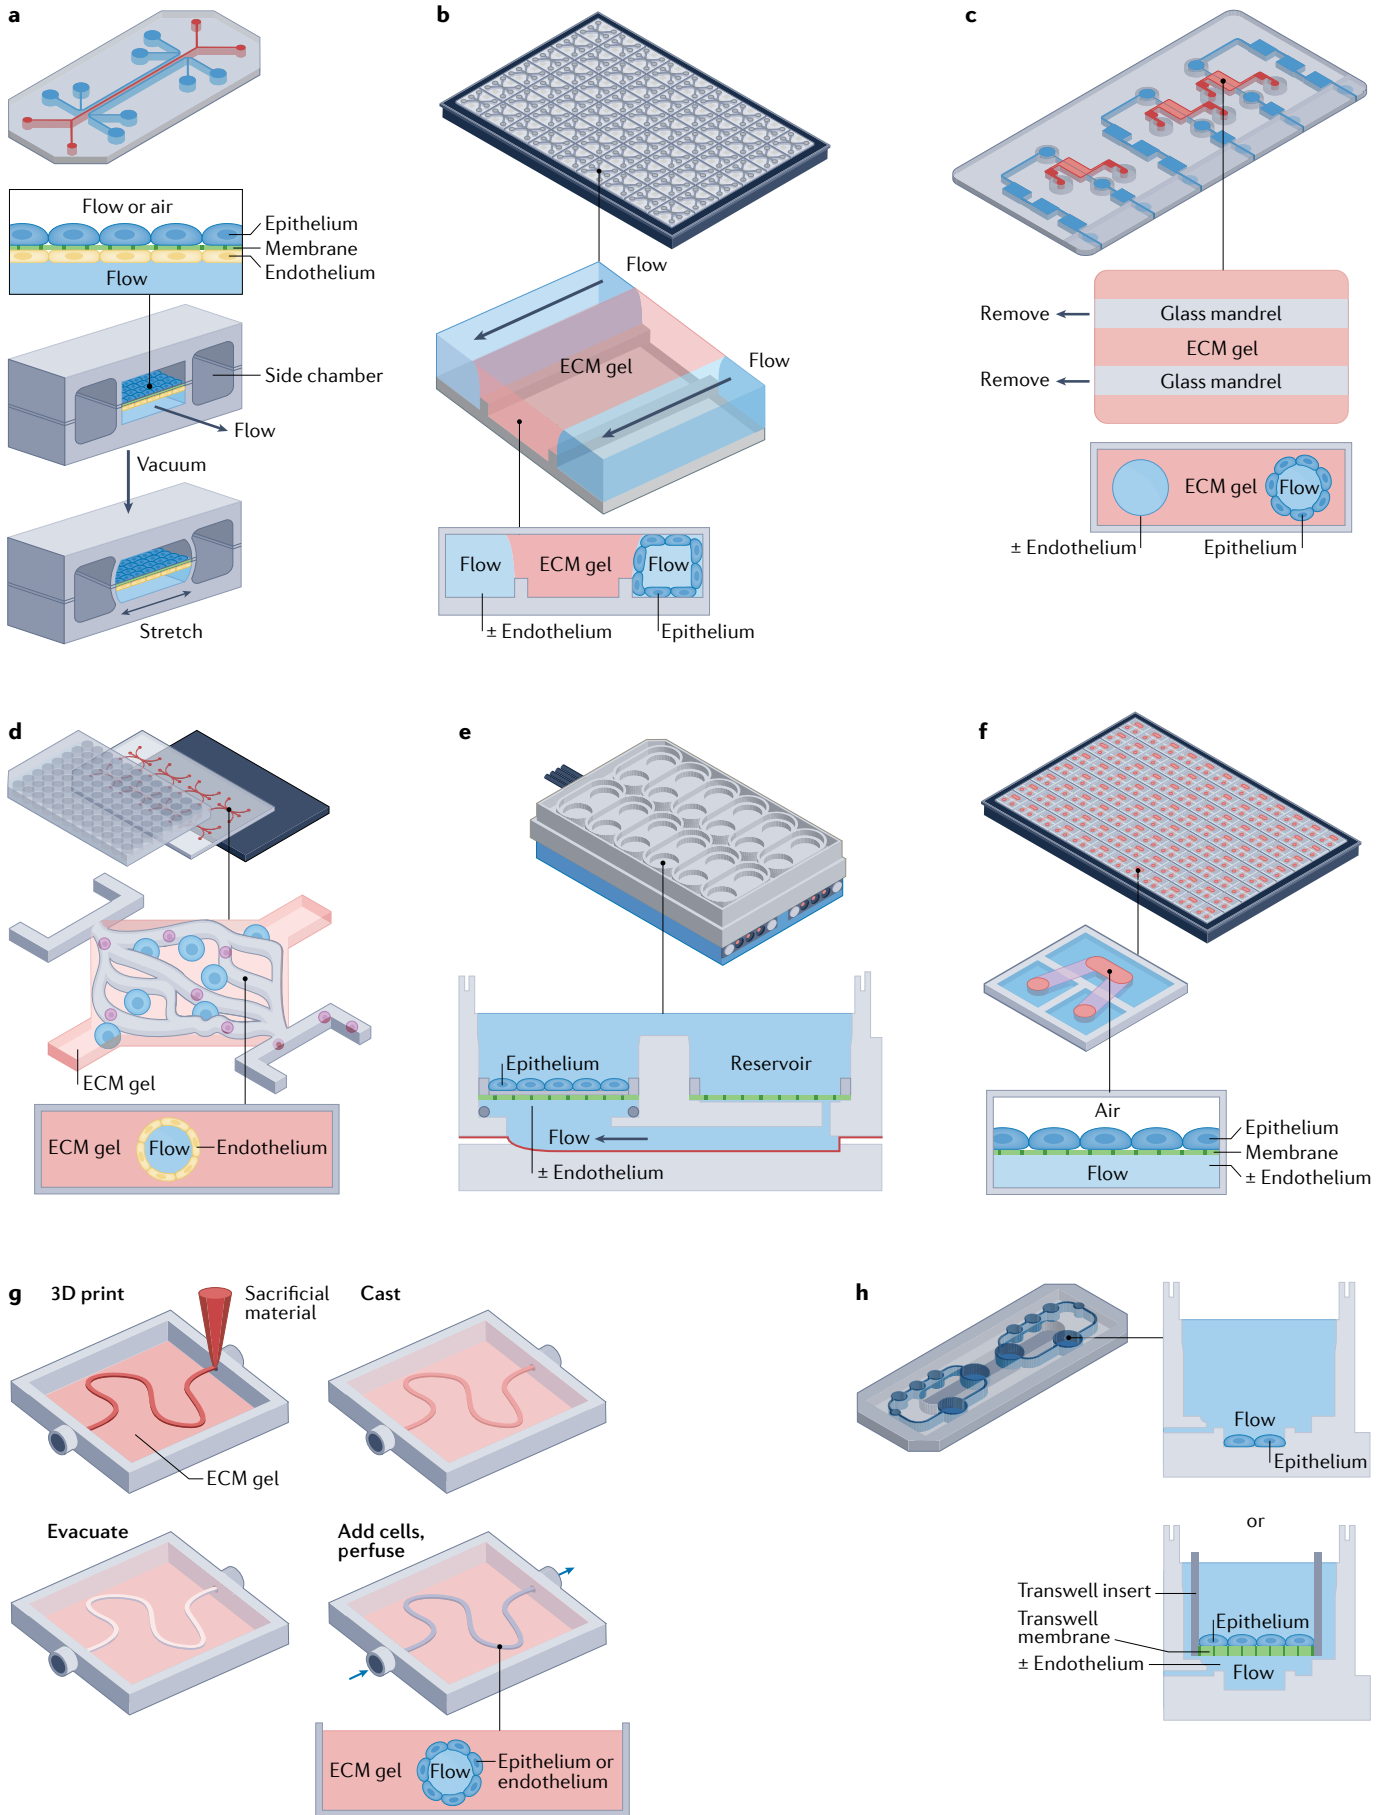 a
Flow or air
Epithelium
Membrane
Endothelium
Flow
Side chamber
Flow
Vacuum
Stretch
b
Flow
ECM gel
Flow
Flow
ECM gel
Flow
± Endothelium
Epithelium
c
Remove
Glass mandrel
ECM gel
Remove
Glass mandrel
ECM gel
Flow
± Endothelium
Epithelium
d
ECM gel
ECM gel
Flow
Endothelium
e
Epithelium
Reservoir
Flow
± Endothelium
f
Air
Epithelium
Membrane
Flow
± Endothelium
g
3D print
Sacrificial
material
ECM gel
Cast
Evacuate
Add cells,
perfuse
ECM gel
Flow
Epithelium or
endothelium
h
Flow
Epithelium
or
Transwell insert
Epithelium
Transwell
membrane
± Endothelium
Flow